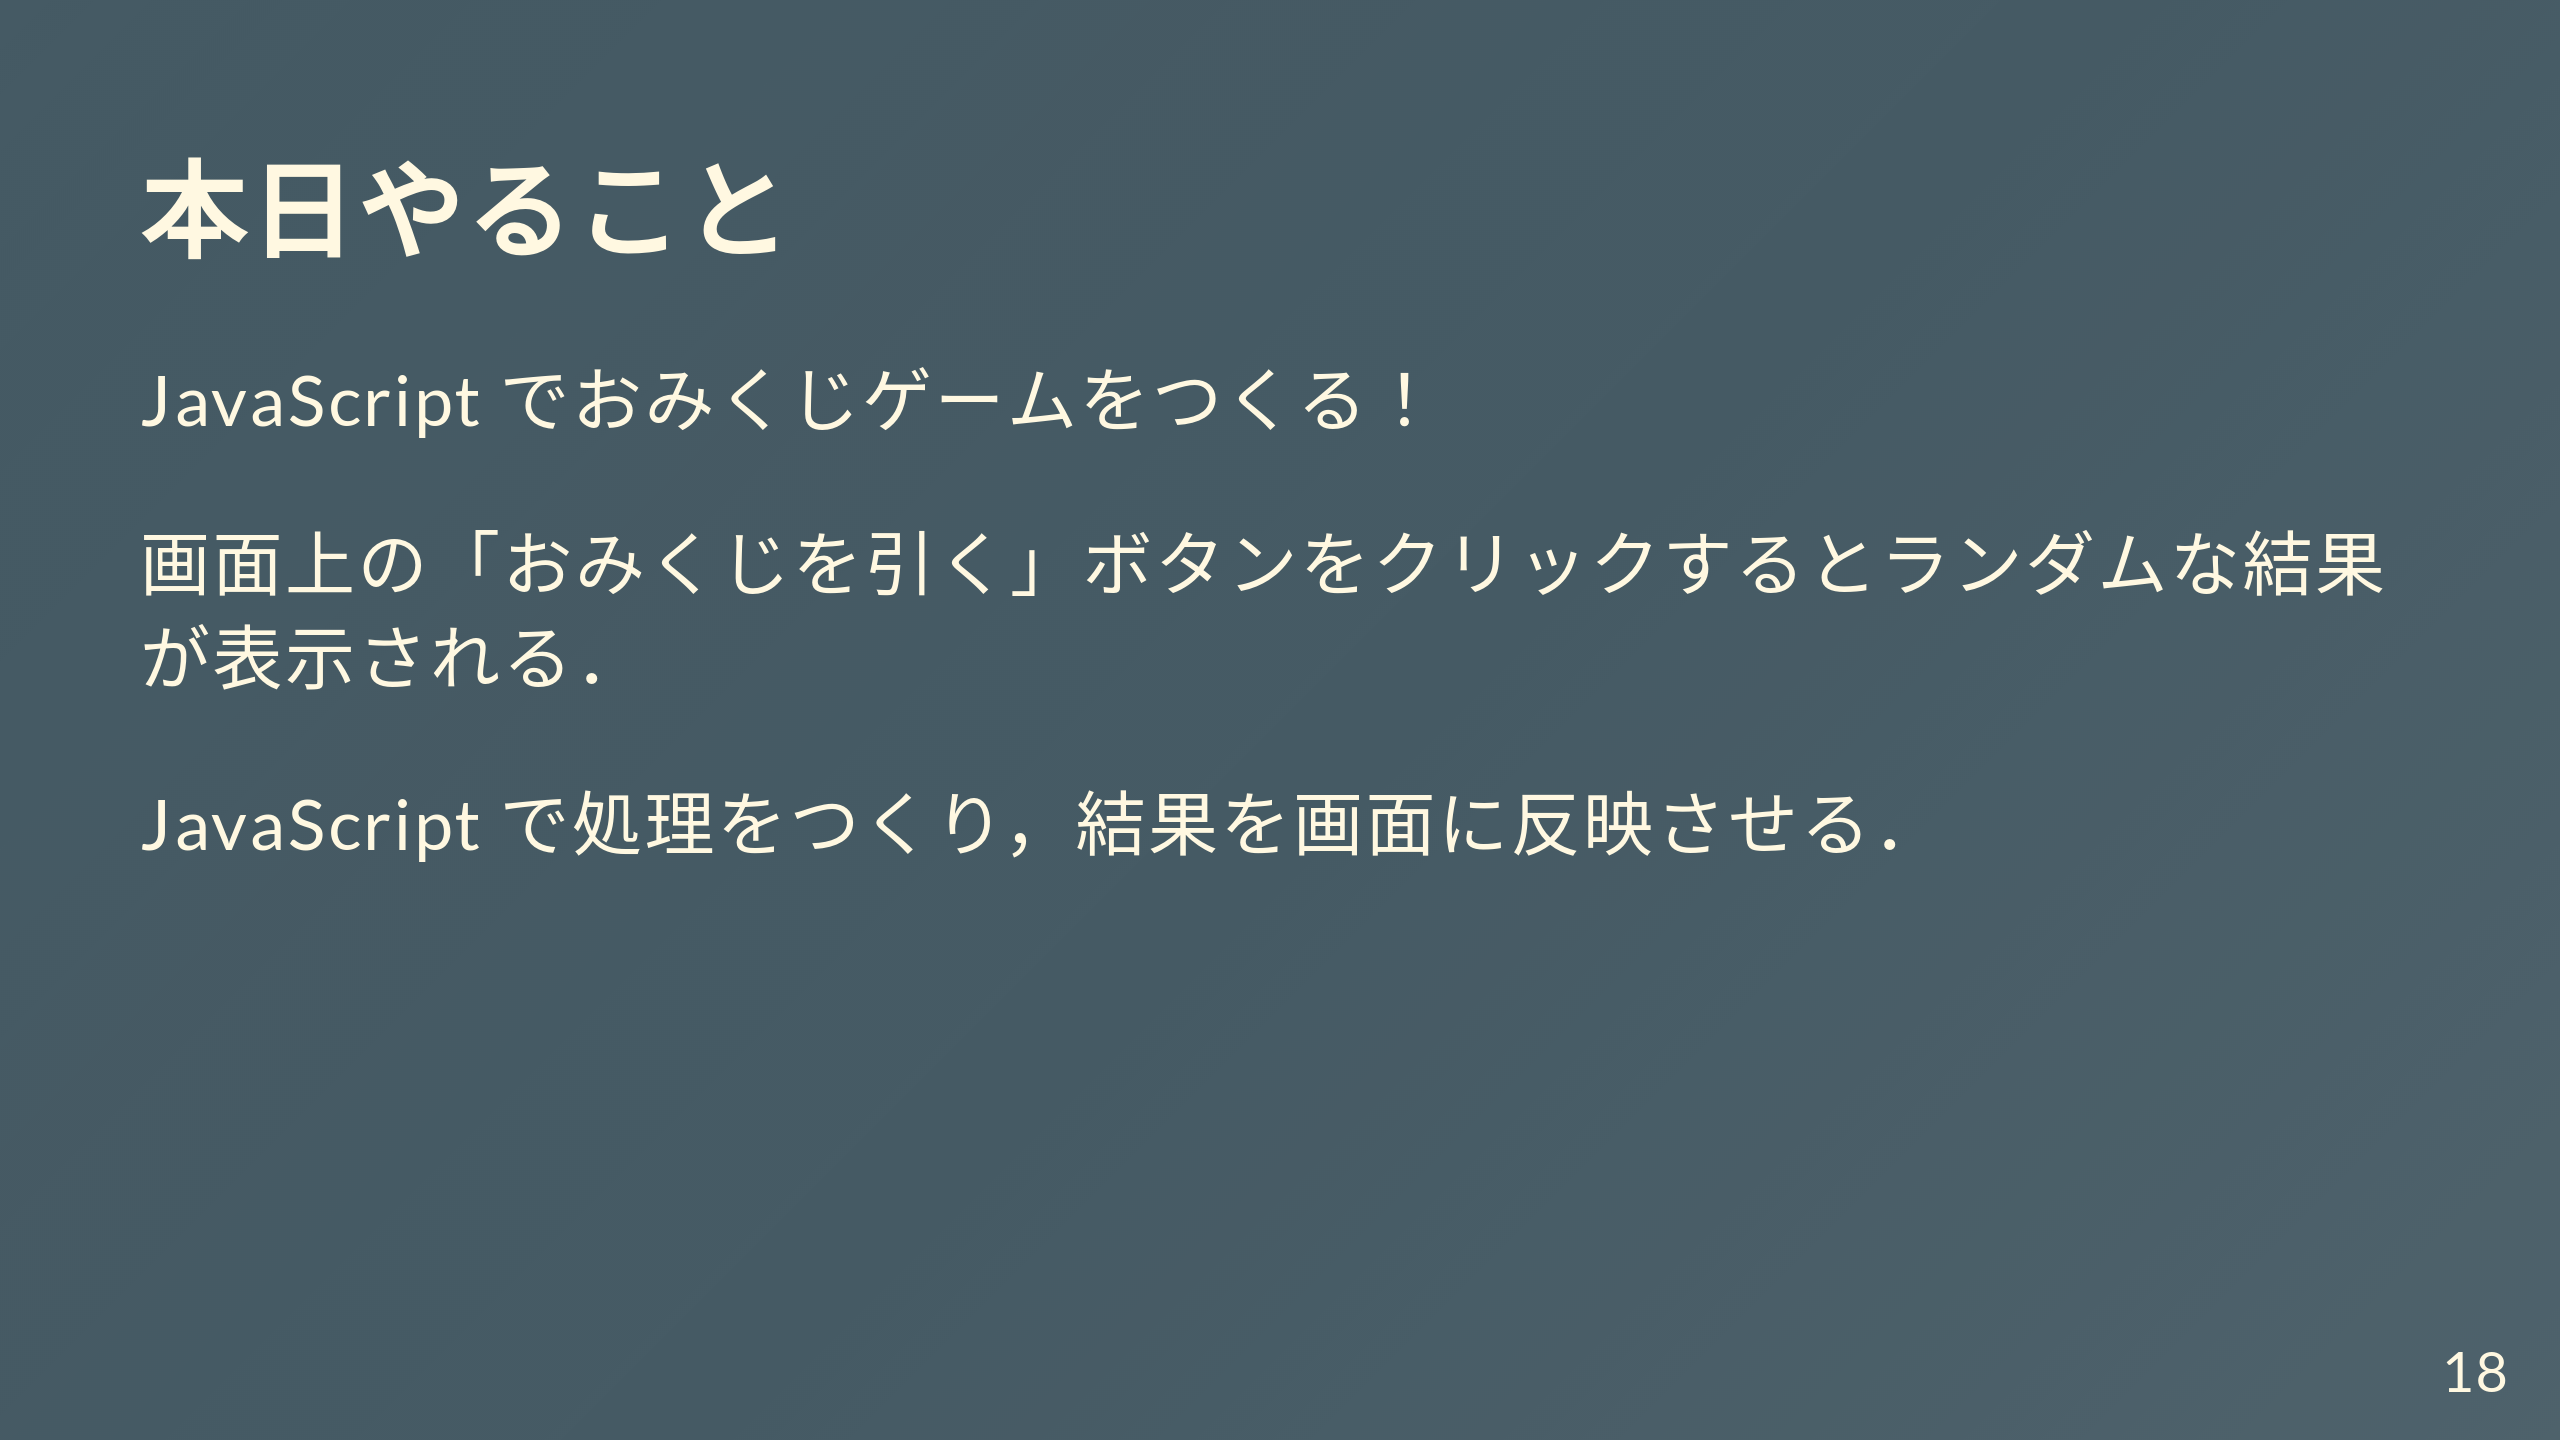 本日やること
JavaScript でおみくじゲームをつくる！
画面上の「おみくじを引く」ボタンをクリックするとランダムな結果
が表示される．
JavaScript で処理をつくり，結果を画面に反映させる．
18